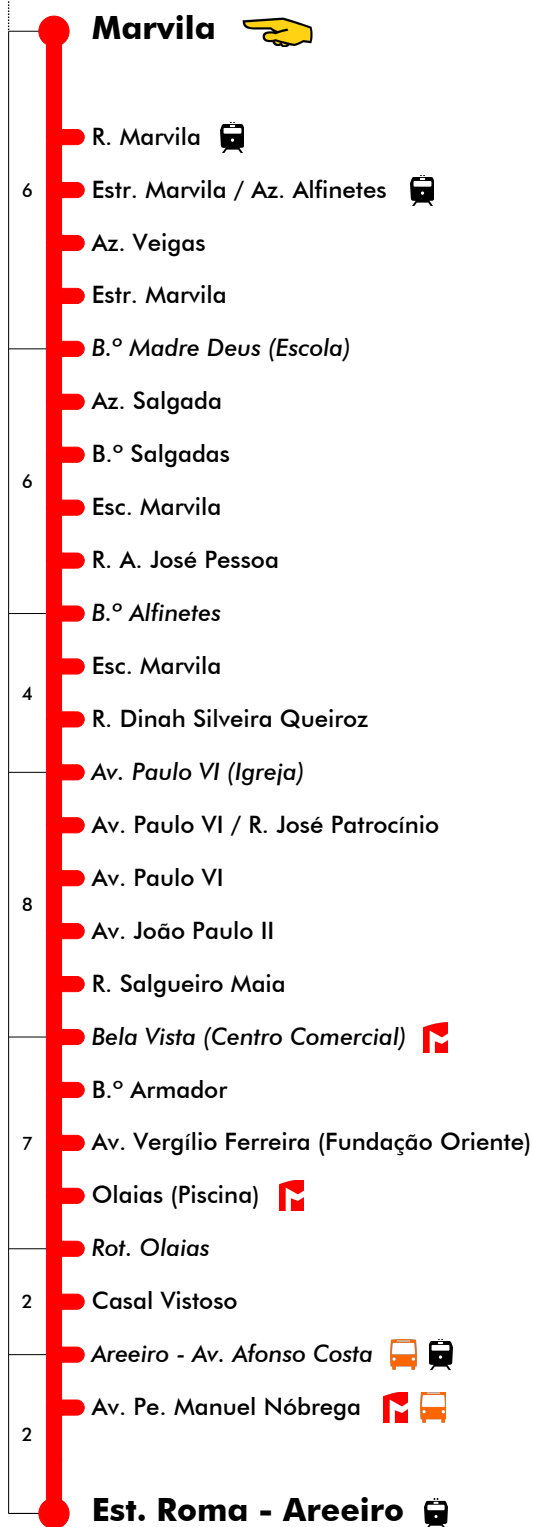 Marvila
R. Marvila
6
Estr. Marvila / Az. Alfinetes
Az. Veigas
Estr. Marvila
B.º Madre Deus (Escola)
Az. Salgada
B.º Salgadas
6
Esc. Marvila
R. A. José Pessoa
B.º Alfinetes
Esc. Marvila
4
R. Dinah Silveira Queiroz
Av. Paulo VI (Igreja)
Av. Paulo VI / R. José Patrocínio
Av. Paulo VI
8
Av. João Paulo II
R. Salgueiro Maia
Bela Vista (Centro Comercial)
B.º Armador
7
Av. Vergílio Ferreira (Fundação Oriente)
Olaias (Piscina)
Rot. Olaias
2
Casal Vistoso
Areeiro - Av. Afonso Costa
Av. Pe. Manuel Nóbrega
2
Est. Roma - Areeiro